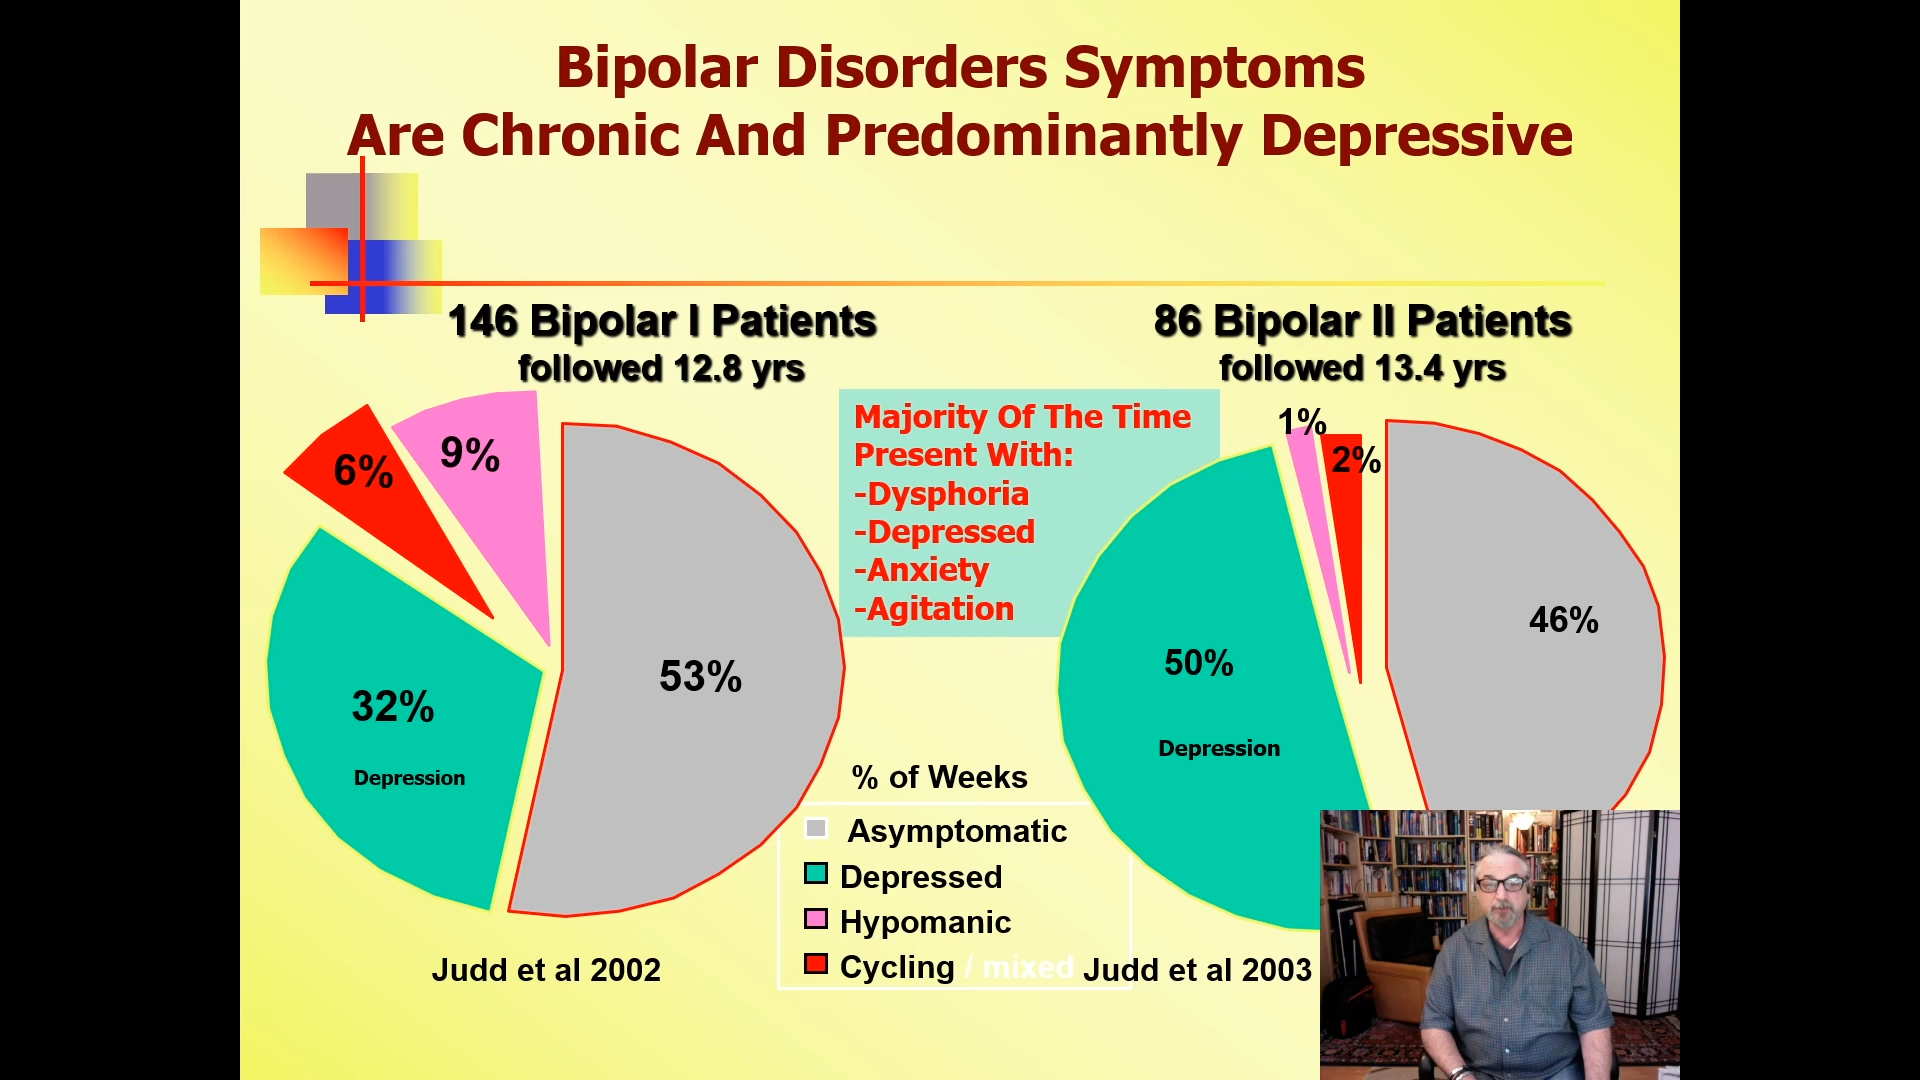 Bipolar Disorders Symptoms
Are Chronic And Predominantly Depressive
146 Bipolar I Patients
followed 12.8 yrs
86 Bipolar II Patients
followed 13.4 yrs
6%
9%
53%
32%
Depression
Majority Of The Time
Present With:
-Dysphoria
-Depressed
-Anxiety
-Agitation
1%
2%
46%
50%
Depression
% of Weeks
Asymptomatic
Depressed
Hypomanic
Cycling / mixed
Judd et al 2002
Judd et al 2003